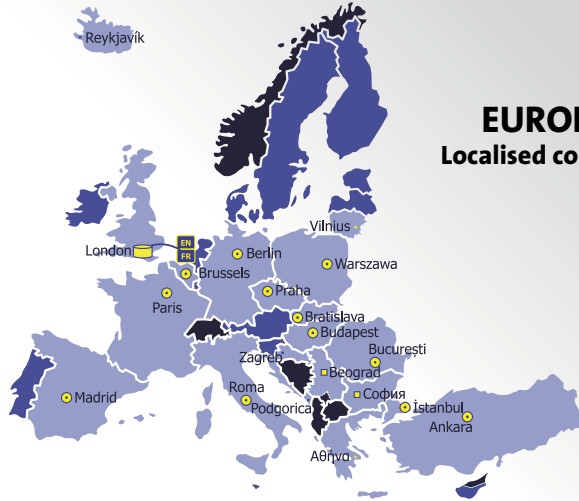 Reykjavík
EUROP
Localised co
Vilnius
London
EN
FR
Berlin
Warszawa
Brussels
Praha
Paris
Bratislava
Budapest
Zagreb
București
Beograd
Madrid
Roma
София
Podgorica
İstanbul
Ankara
Αθήνα